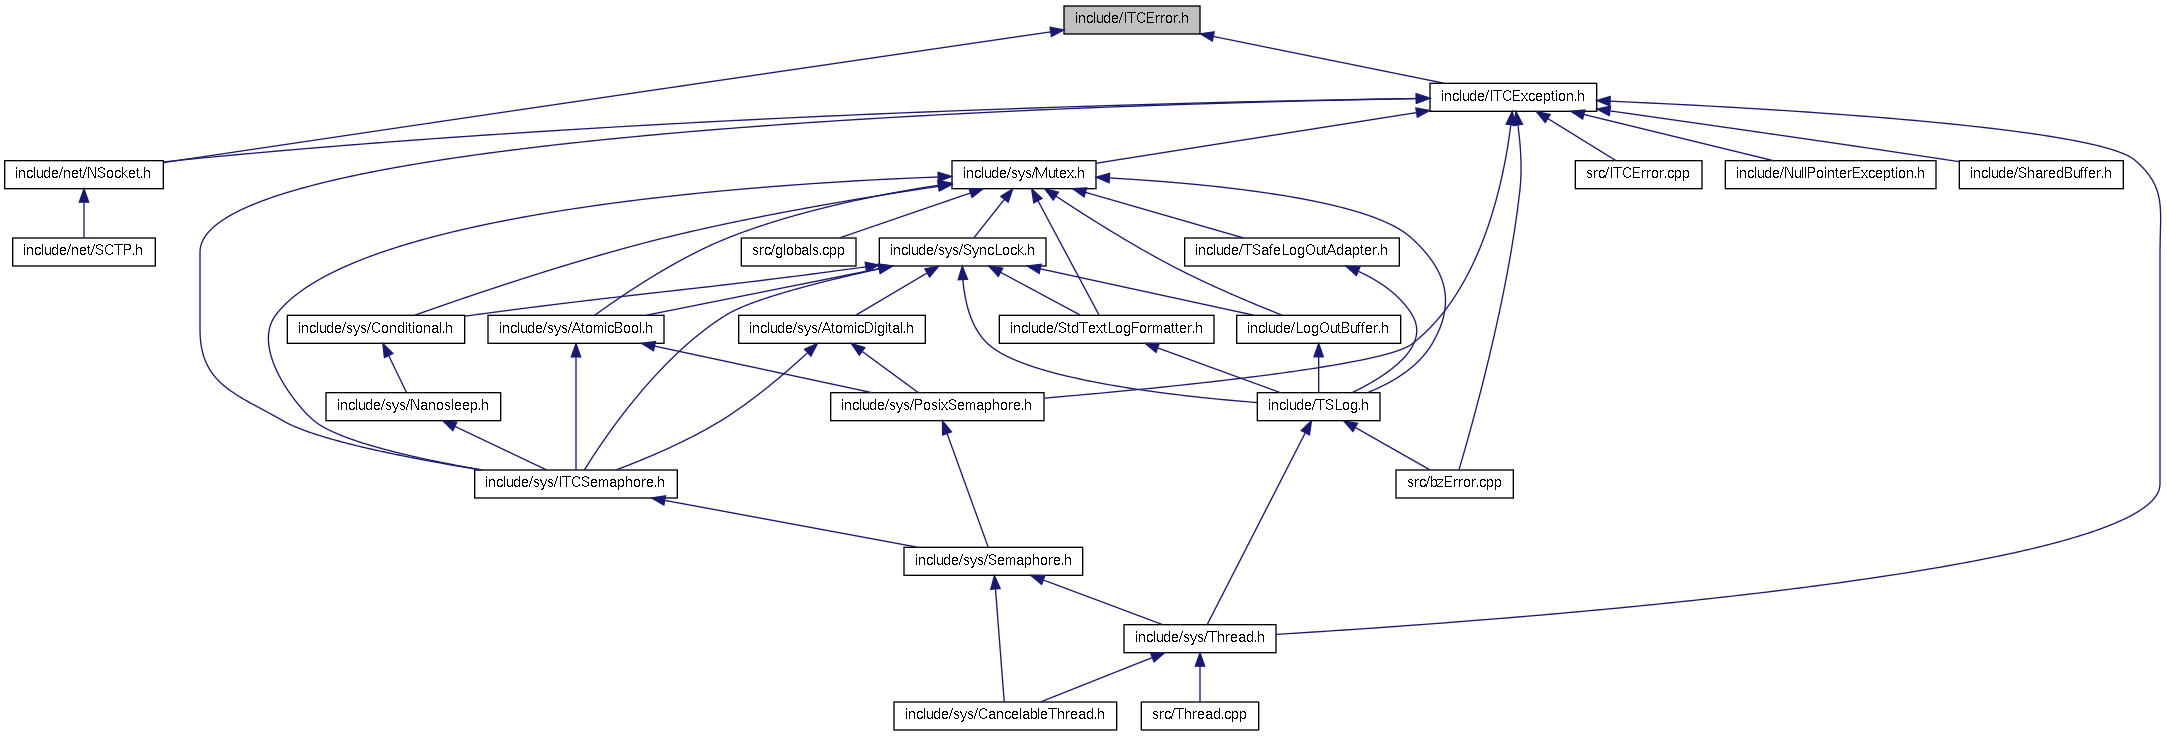 include/ITCError.h
include/ITCException.h
include/net/NSocket.h
include/sys/Mutex.h
src/ITCError.cpp
include/NullPointerException.h
include/SharedBuffer.h
include/net/SCTP.h
src/globals.cpp
include/sys/SyncLock.h
include/TSafeLogOutAdapter.h
include/sys/Conditional.h
include/sys/AtomicBool.h
include/sys/AtomicDigital.h
include/StdTextLogFormatter.h
include/LogOutBuffer.h
include/sys/Nanosleep.h
include/sys/PosixSemaphore.h
include/TSLog.h
include/sys/ITCSemaphore.h
src/bzError.cpp
include/sys/Semaphore.h
include/sys/Thread.h
include/sys/CancelableThread.h
src/Thread.cpp